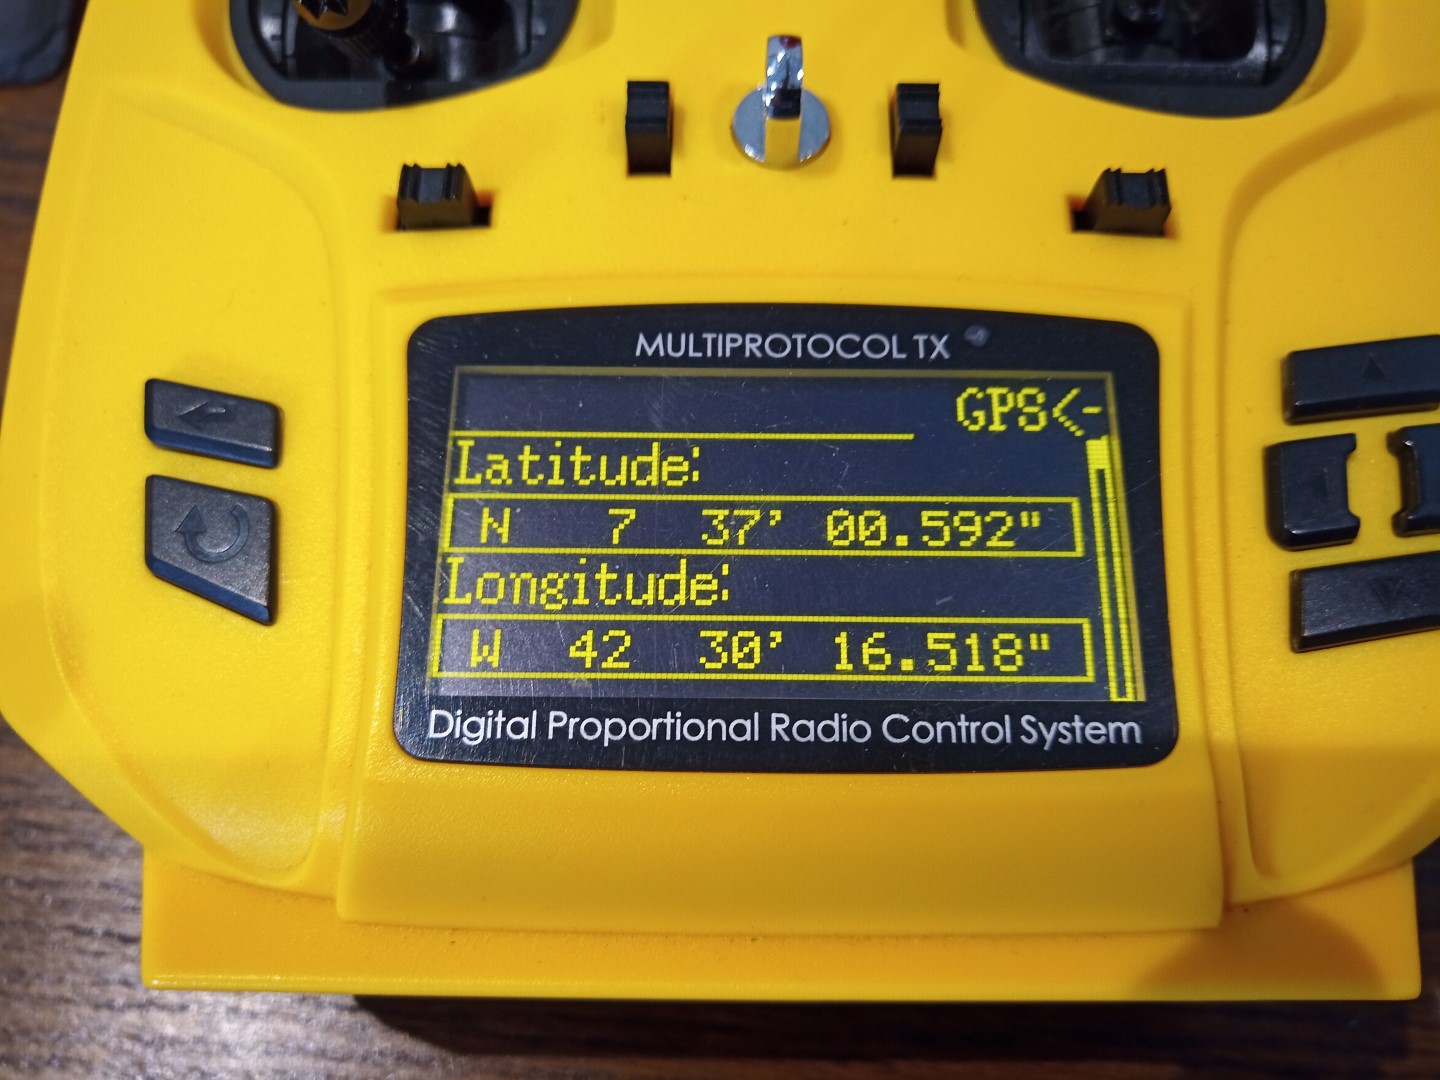 MULTIPROTOCOL TX
GPS<-
Latitude:
N 7 37' 00.592"
Longitude:
W 42 30' 16.518"
Digital Proportional Radio Control System